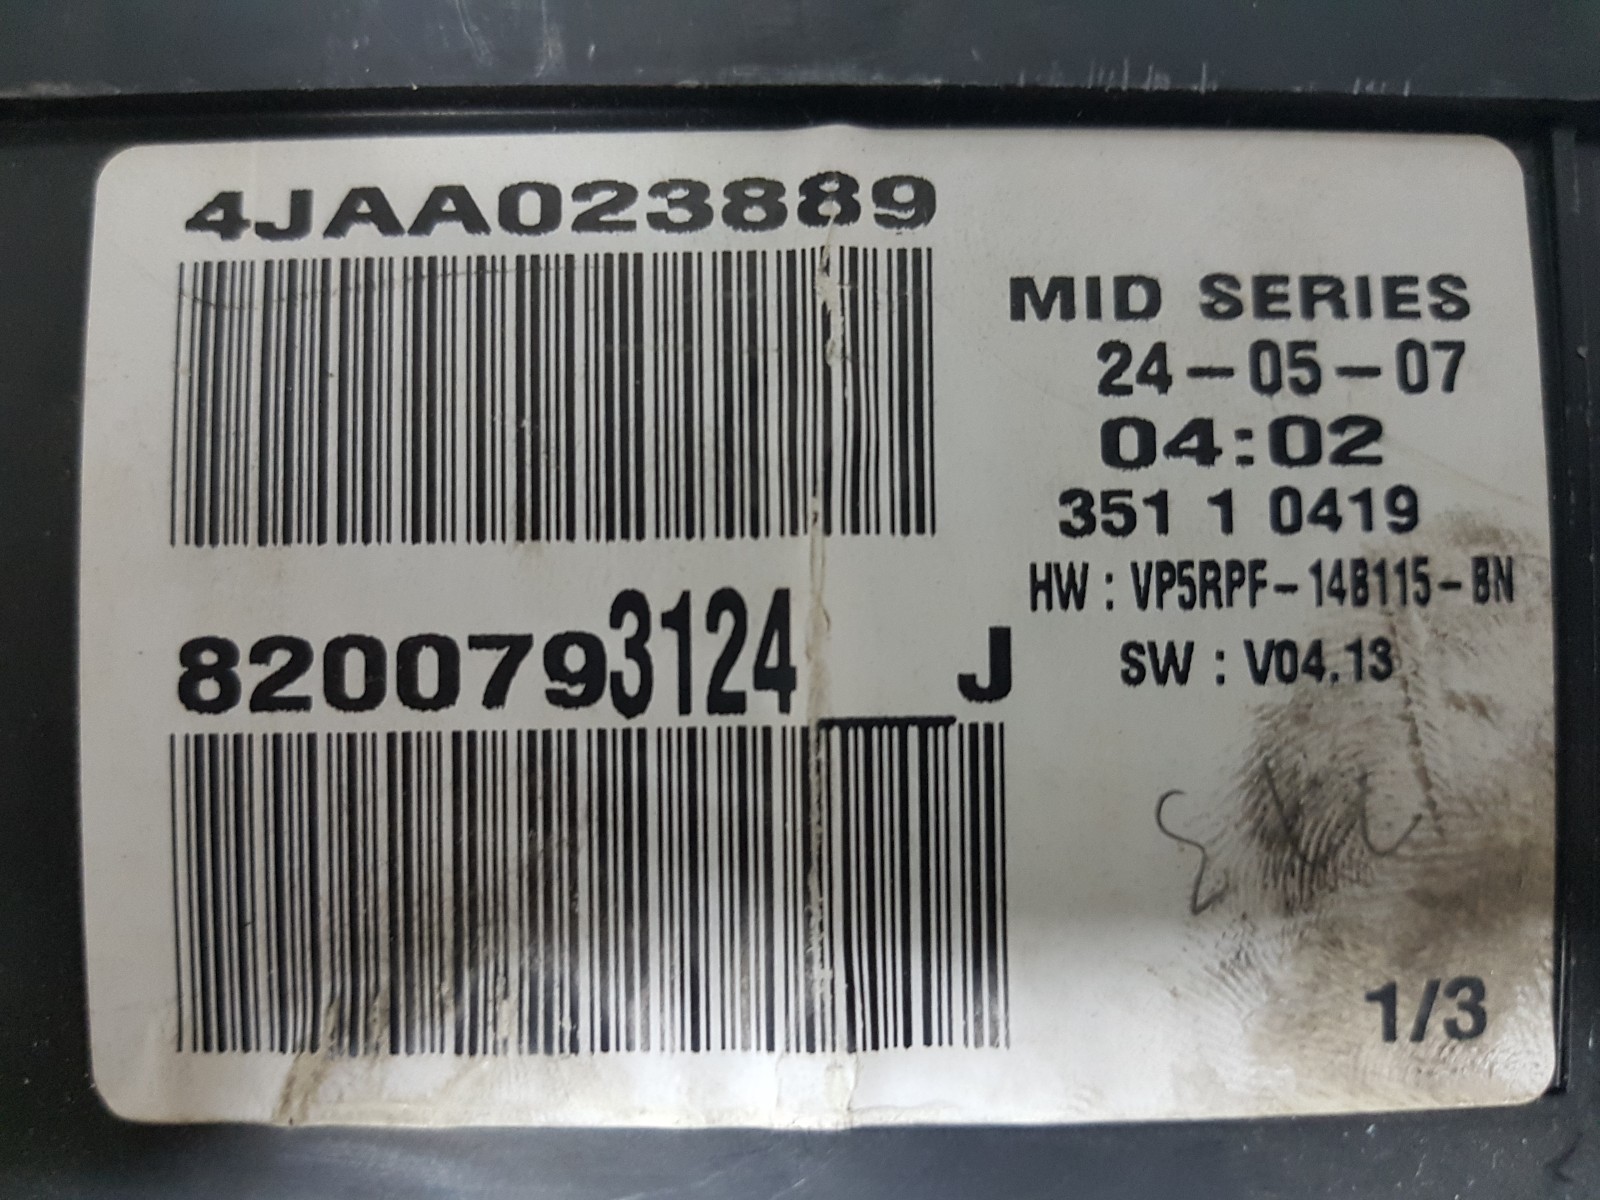 4JAA023889
MID SERIES
24-05-07
04:02
351 1 0419
HW : VP5RPF-14B115-BN
SW : V04.13
8200793124__J
1/3